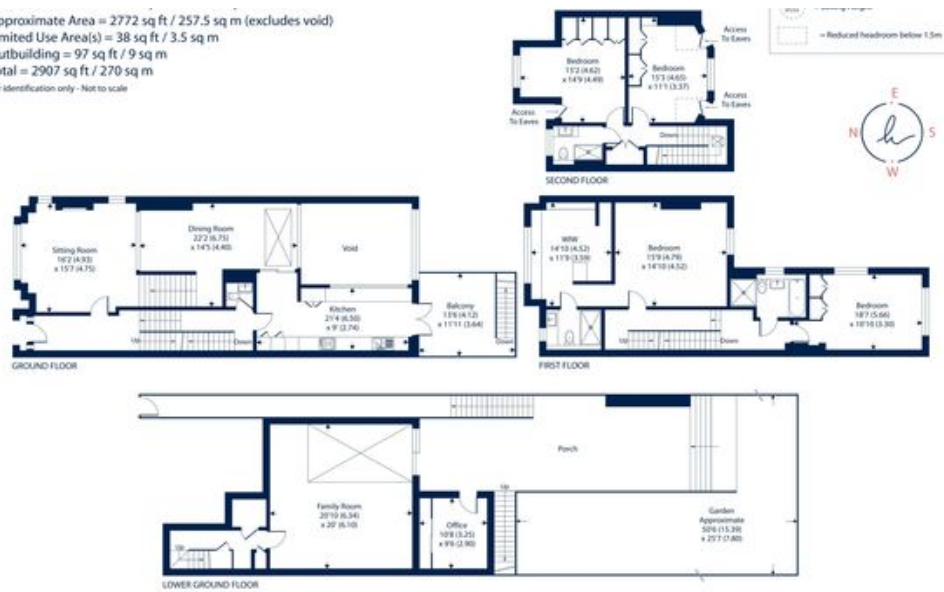 pproximate Area = 2772 sq ft / 257.5 sq m (excludes void)
imited Use Area(s) = 38 sq ft / 3.5 sq m
utbuilding = 97 sq ft / 9 sq m
otal = 2907 sq ft / 270 sq m
r identification only - Not to scale
= Reduced headroom below 1.5m
E
N
S
W
Access
To Eaves
Bedroom
15'2 (4.62)
x 14'9 (4.49)
Bedroom
15'3 (4.65)
x 11'1 (3.37)
Access
To Eaves
Access
To Eaves
Down
SECOND FLOOR
Sitting Room
16'2 (4.93)
x 15'7 (4.75)
Dining Room
22'2 (6.75)
x 14'5 (4.40)
Void
Kitchen
21'4 (6.50)
x 9' (2.74)
Balcony
13'6 (4.12)
x 11'11 (3.64)
Up
Down
Down
GROUND FLOOR
WIW
14'10 (4.52)
x 11'9 (3.59)
Bedroom
15'9 (4.79)
x 14'10 (4.52)
Bedroom
18'7 (5.66)
x 10'10 (3.30)
Up
Down
FIRST FLOOR
Porch
Up
Family Room
20'10 (6.34)
x 20' (6.10)
Office
10'8 (3.25)
x 9'6 (2.90)
Garden
Approximate
50'6 (15.39)
x 25'7 (7.80)
Up
LOWER GROUND FLOOR